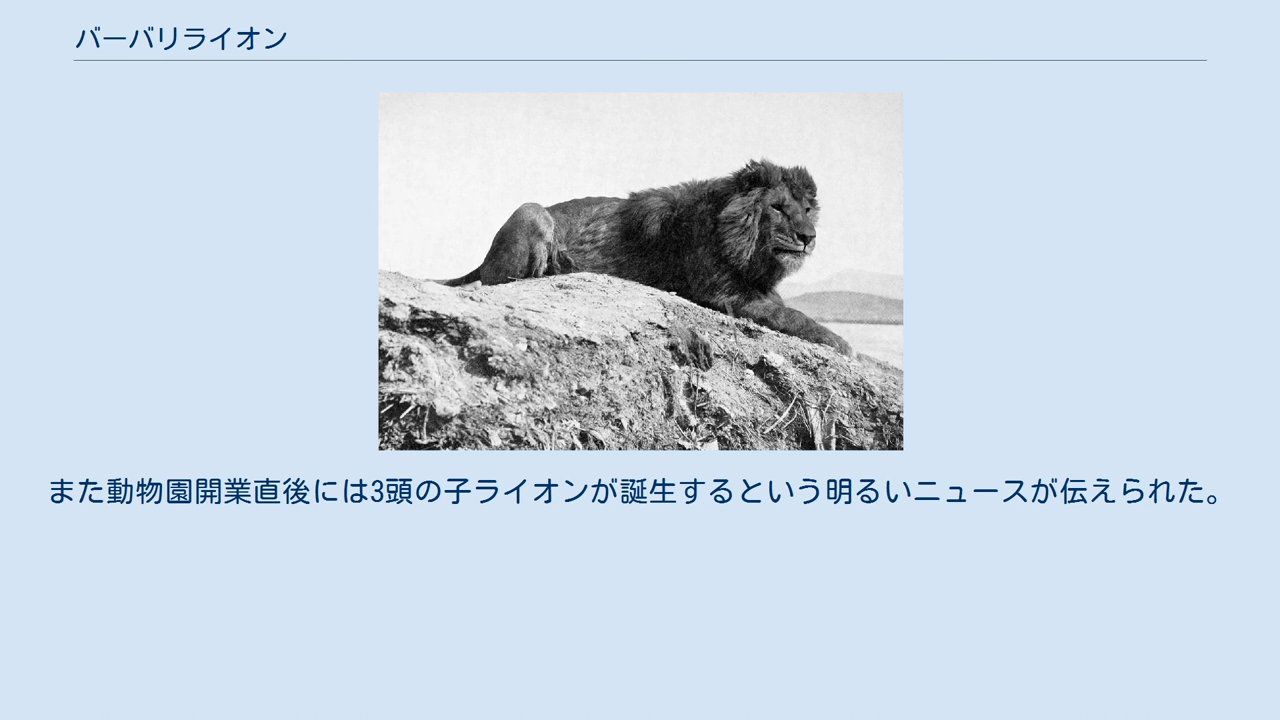 バーバリライオン
また動物園開業直後には3頭の子ライオンが誕生するという明るいニュースが伝えられた。